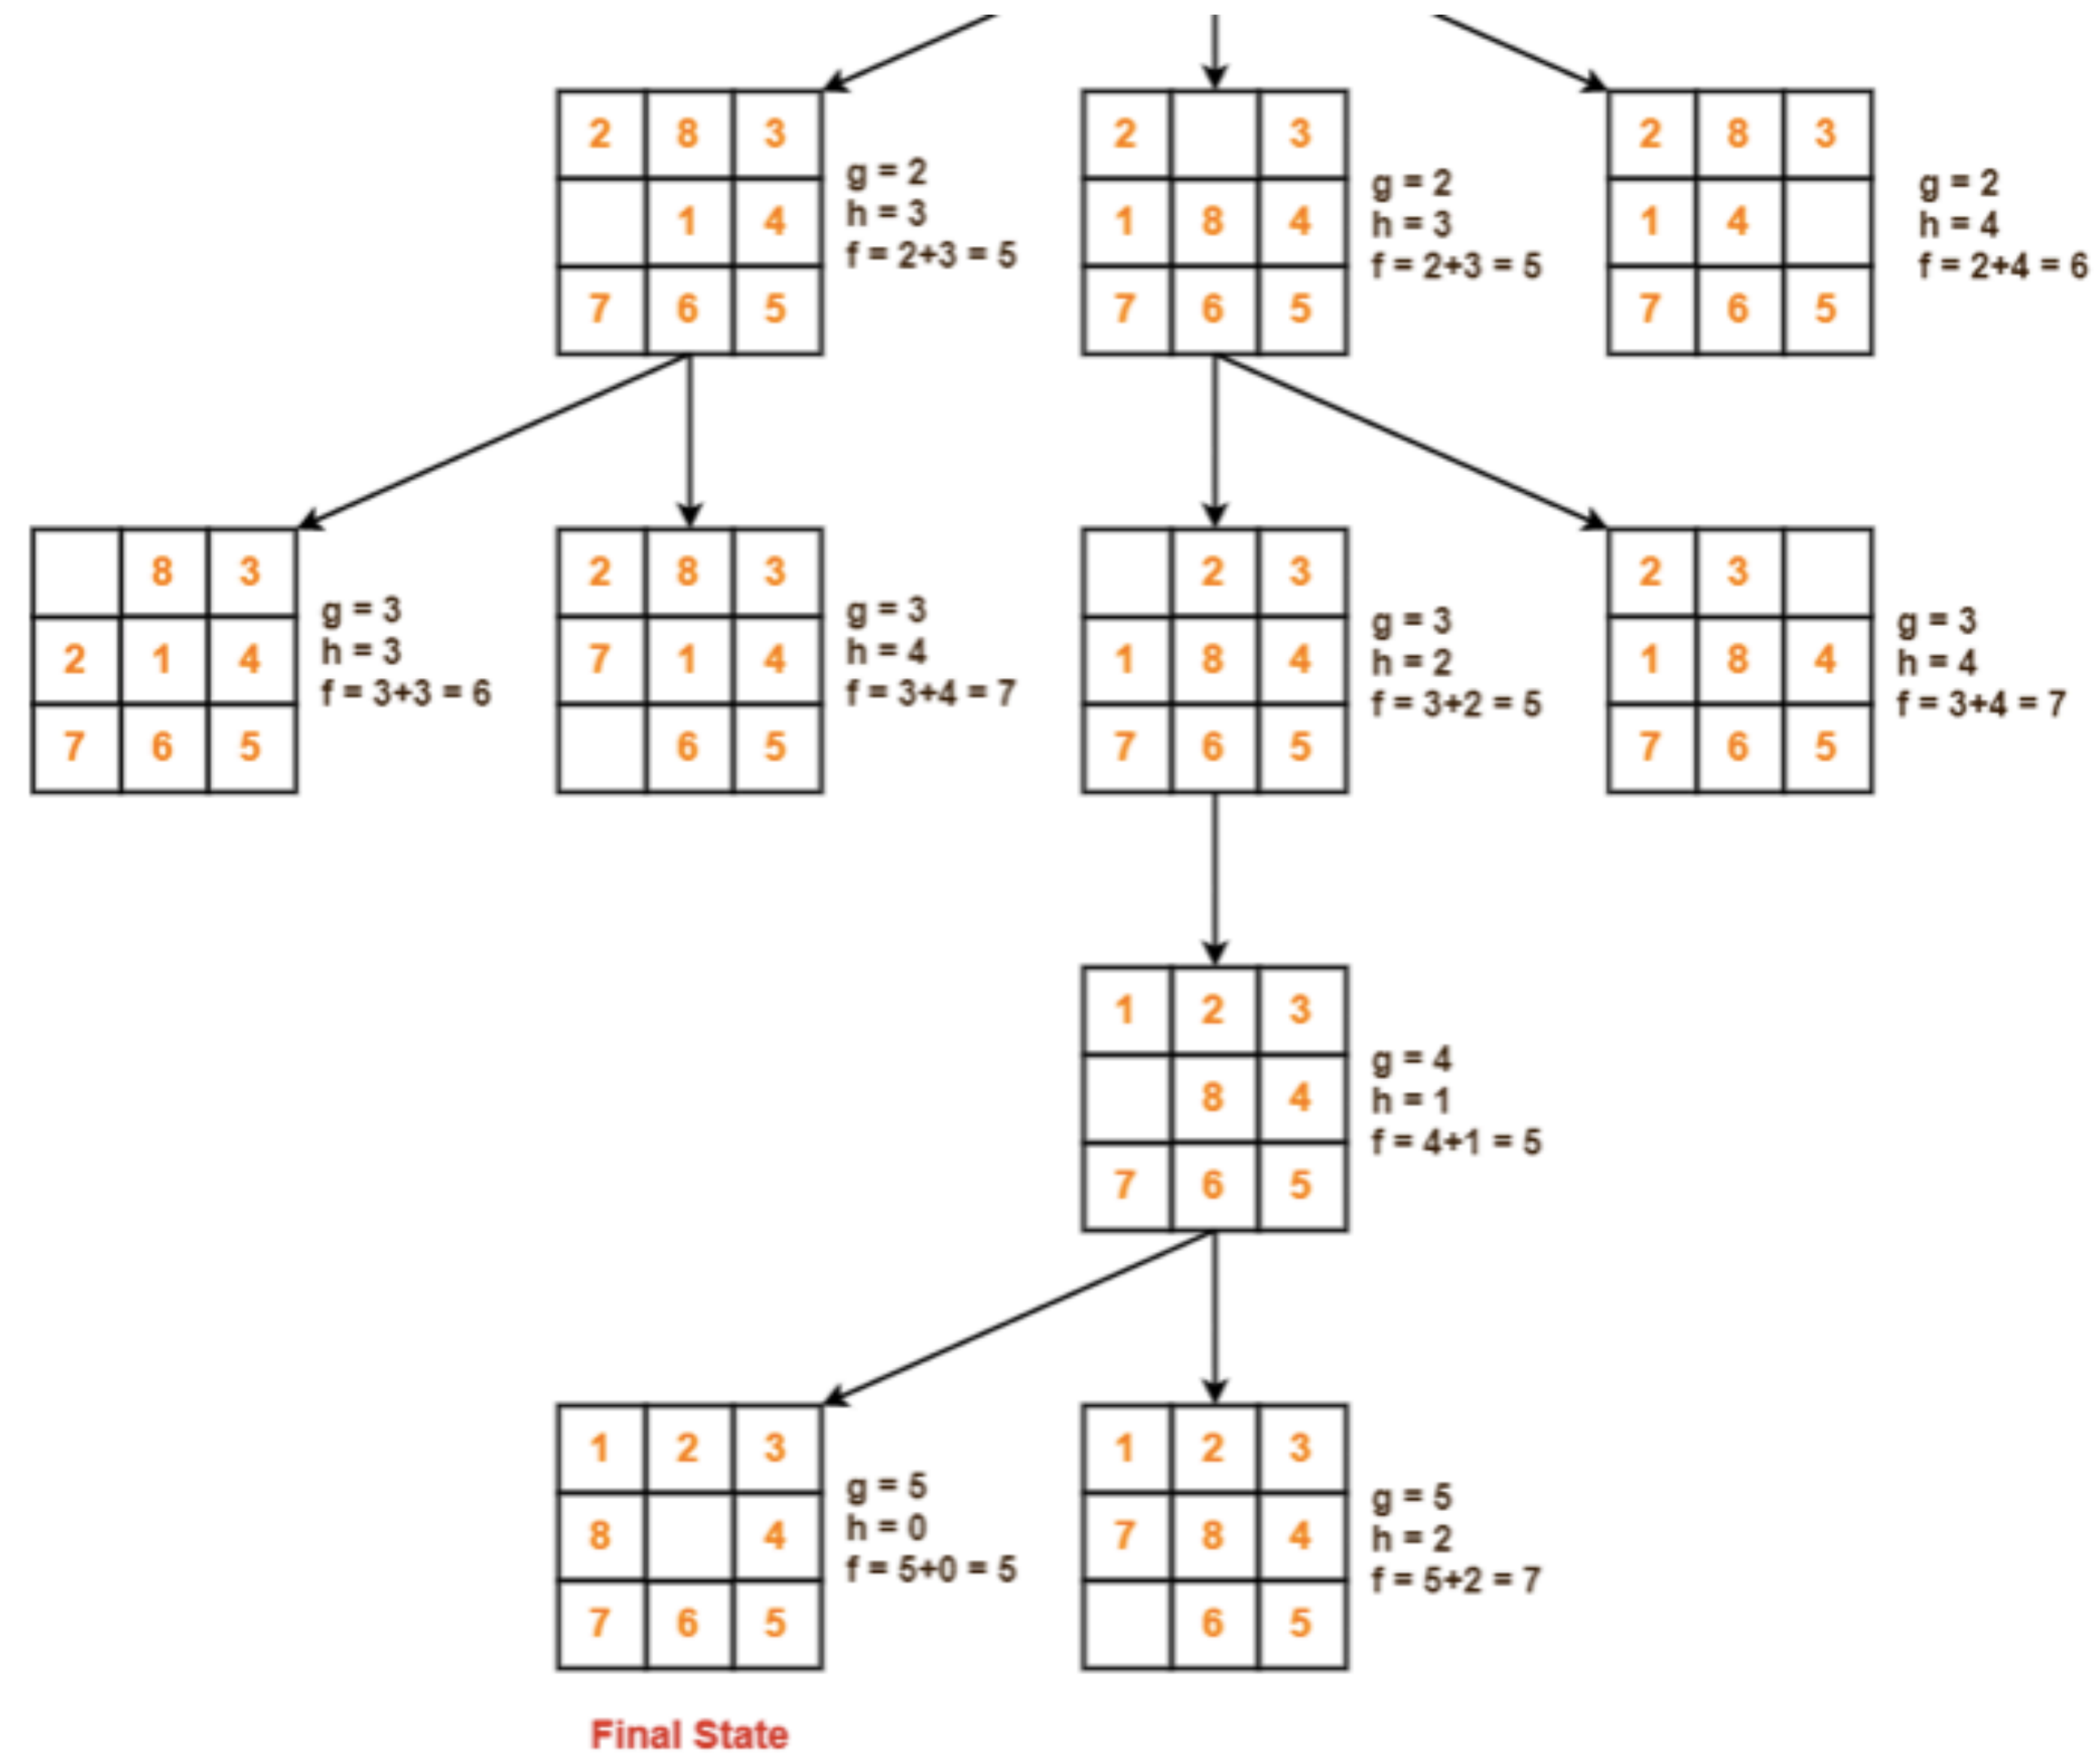 2 8 3
1 4
7 6 5
g = 2
h = 3
f = 2+3 = 5
2 3
1 8 4
7 6 5
g = 2
h = 3
f = 2+3 = 5
2 8 3
1 4
7 6 5
g = 2
h = 4
f = 2+4 = 6
8 3
2 1 4
7 6 5
g = 3
h = 3
f = 3+3 = 6
2 8 3
7 1 4
6 5
g = 3
h = 4
f = 3+4 = 7
2 3
1 8 4
7 6 5
g = 3
h = 2
f = 3+2 = 5
2 3
1 8 4
7 6 5
g = 3
h = 4
f = 3+4 = 7
1 2 3
8 4
7 6 5
g = 4
h = 1
f = 4+1 = 5
1 2 3
8 4
7 6 5
g = 5
h = 0
f = 5+0 = 5
1 2 3
7 8 4
6 5
g = 5
h = 2
f = 5+2 = 7
Final State